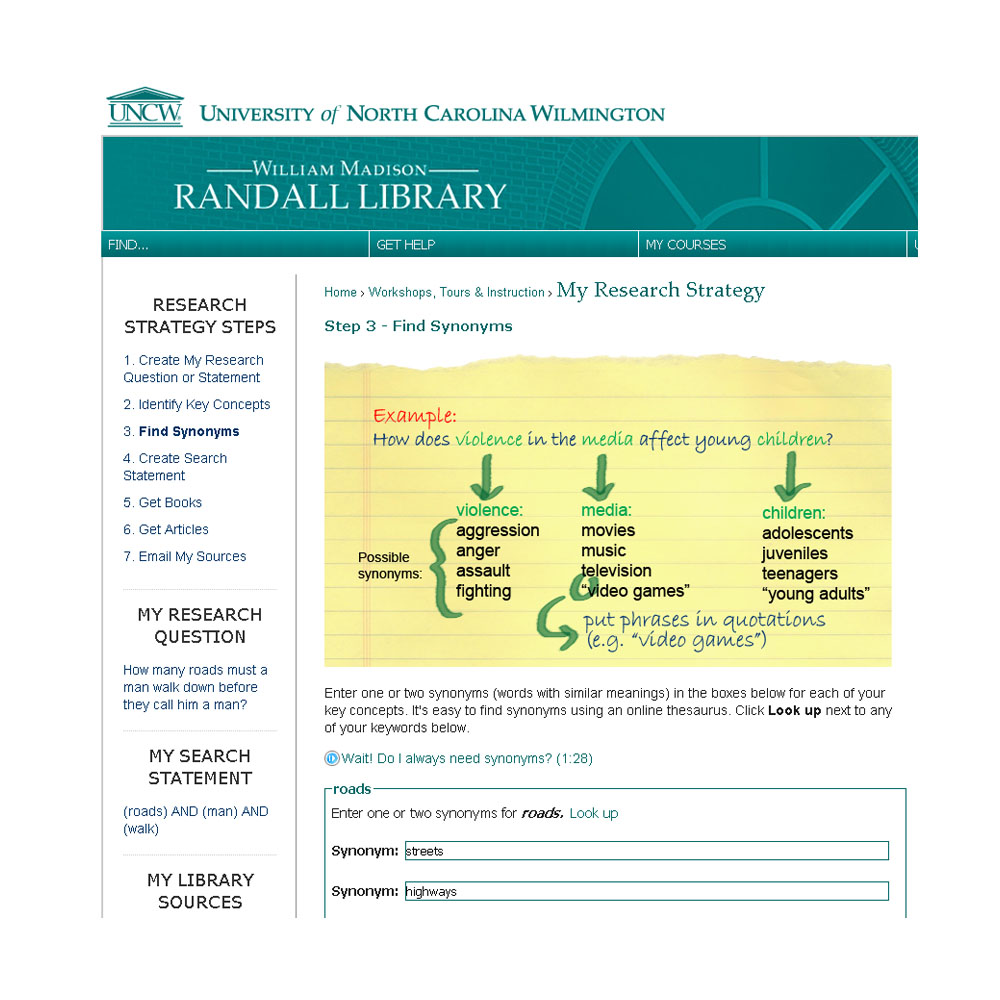 UNCW
UNIVERSITY of NORTH CAROLINA WILMINGTON
WILLIAM MADISON
RANDALL LIBRARY
FIND...
GET HELP
MY COURSES
RESEARCH
STRATEGY STEPS
1. Create My Research
Question or Statement
2. Identify Key Concepts
3. Find Synonyms
4. Create Search
Statement
5. Get Books
6. Get Articles
7. Email My Sources
MY RESEARCH
QUESTION
How many roads must a
man walk down before
they call him a man?
MY SEARCH
STATEMENT
(roads) AND (man) AND
(walk)
MY LIBRARY
SOURCES
Home › Workshops, Tours & Instruction › My Research Strategy
Step 3 - Find Synonyms
Example:
How does violence in the media affect young children?
Possible
synonyms:
violence:
aggression
anger
assault
fighting
media:
movies
music
television
“video games”
children:
adolescents
juveniles
teenagers
“young adults”
put phrases in quotations
(e.g. “video games”)
Enter one or two synonyms (words with similar meanings) in the boxes below for each of your
key concepts. It's easy to find synonyms using an online thesaurus. Click Look up next to any
of your keywords below.
Wait! Do I always need synonyms? (1:28)
roads
Enter one or two synonyms for roads. Look up
Synonym: streets
Synonym: highways